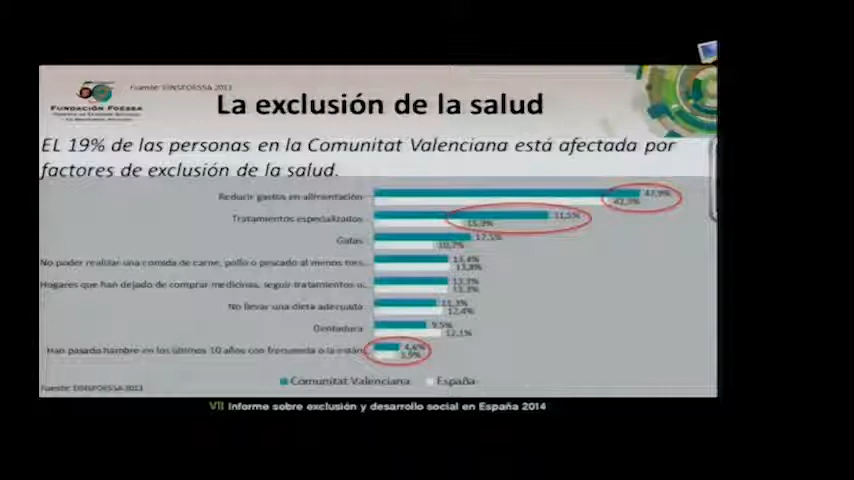 Fuente: EINSFOESSA 2013
La exclusión de la salud
FUNDACIÓN FOESSA
EL 19% de las personas en la Comunitat Valenciana está afectada por
factores de exclusión de la salud.
Reducir gastos en alimentación
47,9%
Tratamientos especializados
Gafas
17,5%
10,7%
No poder realizar una comida de carne, pollo o pescado al menos tres
13,4%
13,8%
Hogares que han dejado de comprar medicinas, seguir tratamientos o
13,3%
No llevar una dieta adecuada
11,3%
12,4%
Dentadura
9,5%
12,1%
Han pasado hambre en los últimos 10 años con frecuencia o la están
4,6%
3,9%
Comunitat Valenciana
España
Fuente: EINSFOESSA 2013
VII Informe sobre exclusión y desarrollo social en España 2014